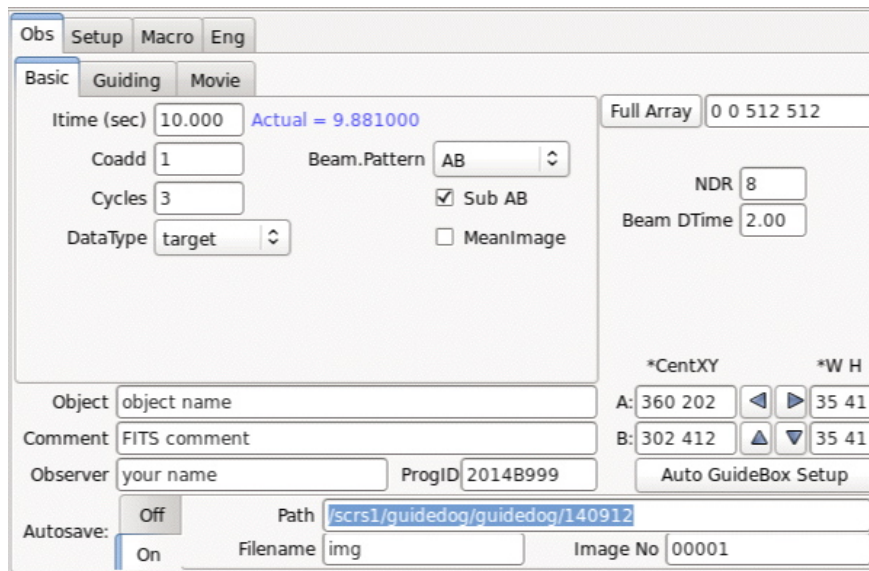 Obs Setup Macro Eng
Basic Guiding Movie
Itime (sec) 10.000 Actual = 9.881000
Full Array 0 0 512 512
Coadd 1 Beam.Pattern AB
Cycles 3 Sub AB
NDR 8
Beam DTime 2.00
DataType target MeanImage
*CentXY *W H
Object object name
A: 360 202 35 41
Comment FITS comment
B: 302 412 35 41
Observer your name ProgID 2014B999
Auto GuideBox Setup
Autosave: Off On
Path /scrs1/guidedog/guidedog/140912
Filename img Image No 00001